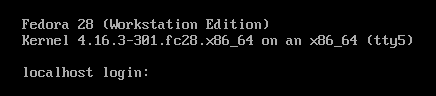 Fedora 28 (Workstation Edition)
Kernel 4.16.3-301.fc28.x86_64 on an x86_64 (tty5)
localhost login: